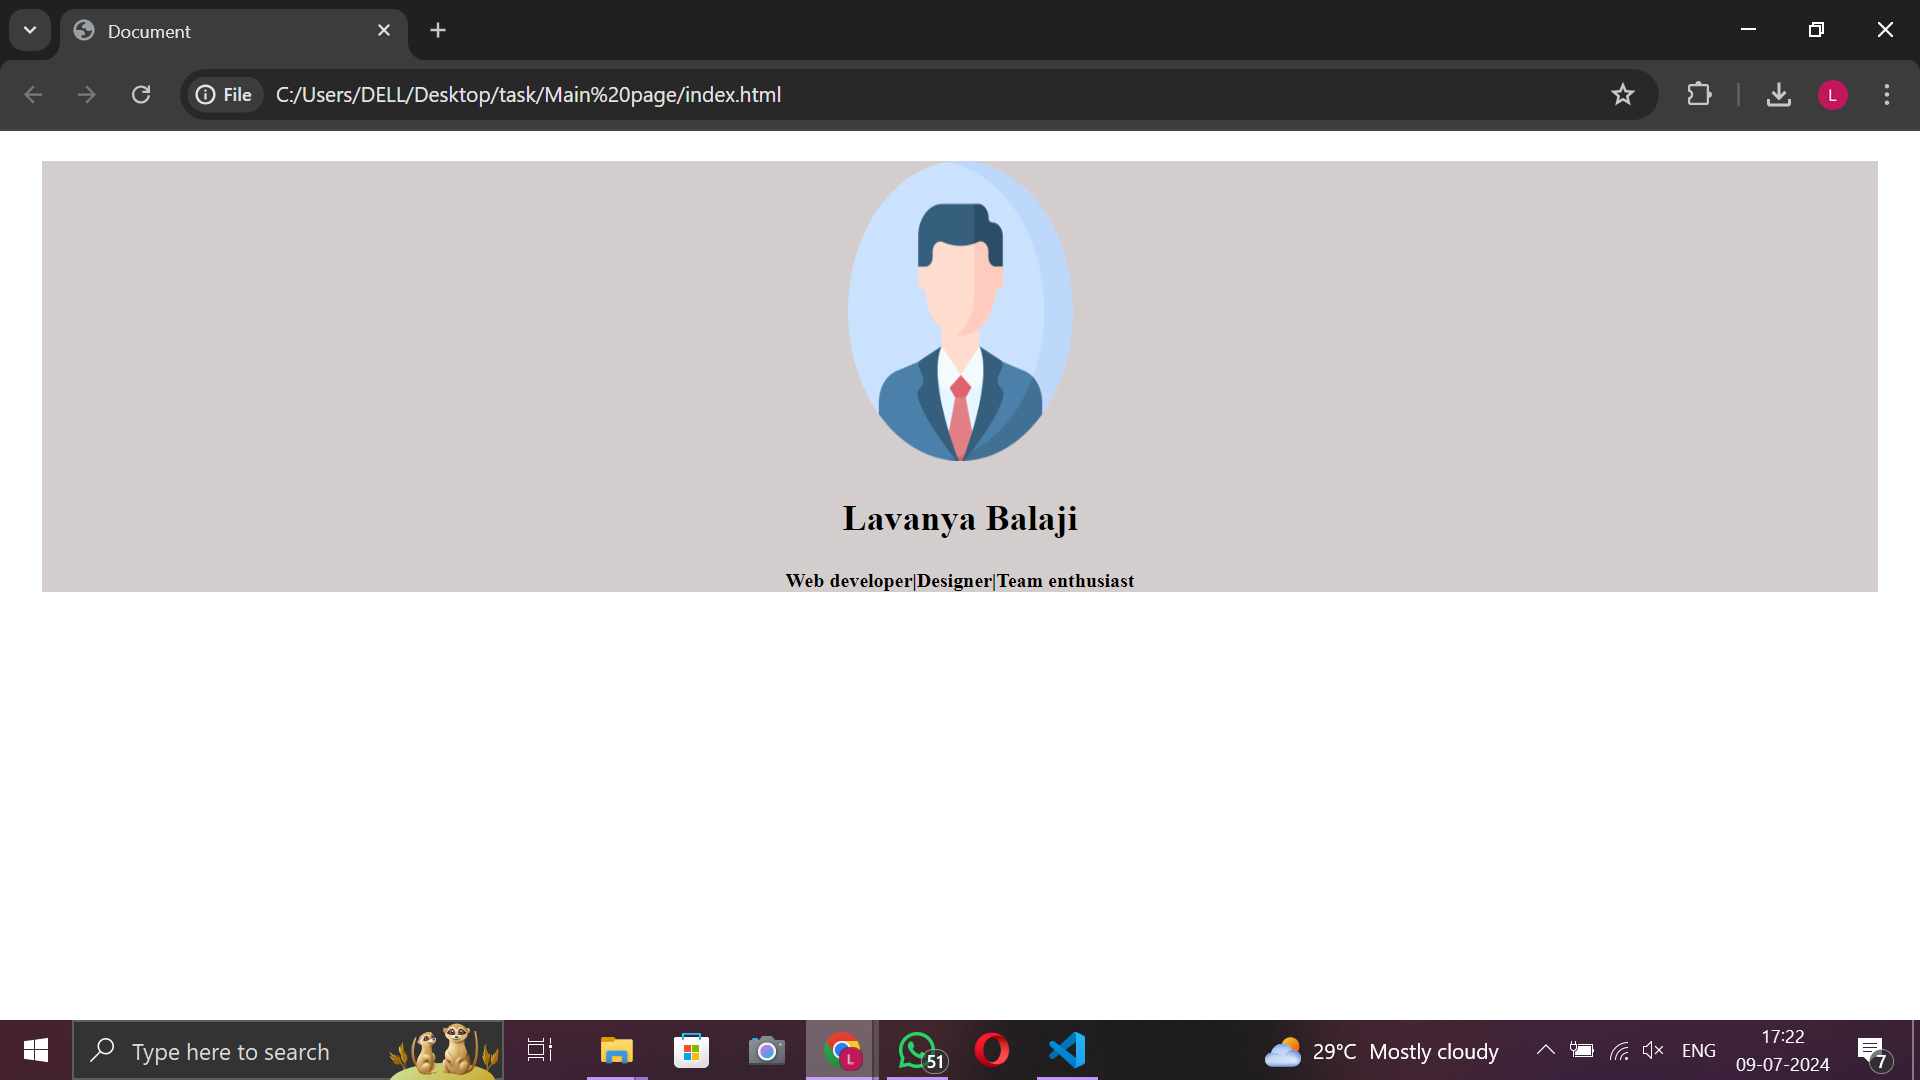 Document
File
C:/Users/DELL/Desktop/task/Main%20page/index.html
L
Lavanya Balaji
Web developer|Designer|Team enthusiast
Type here to search
L
51
29°C Mostly cloudy
ENG
17:22
09-07-2024
7